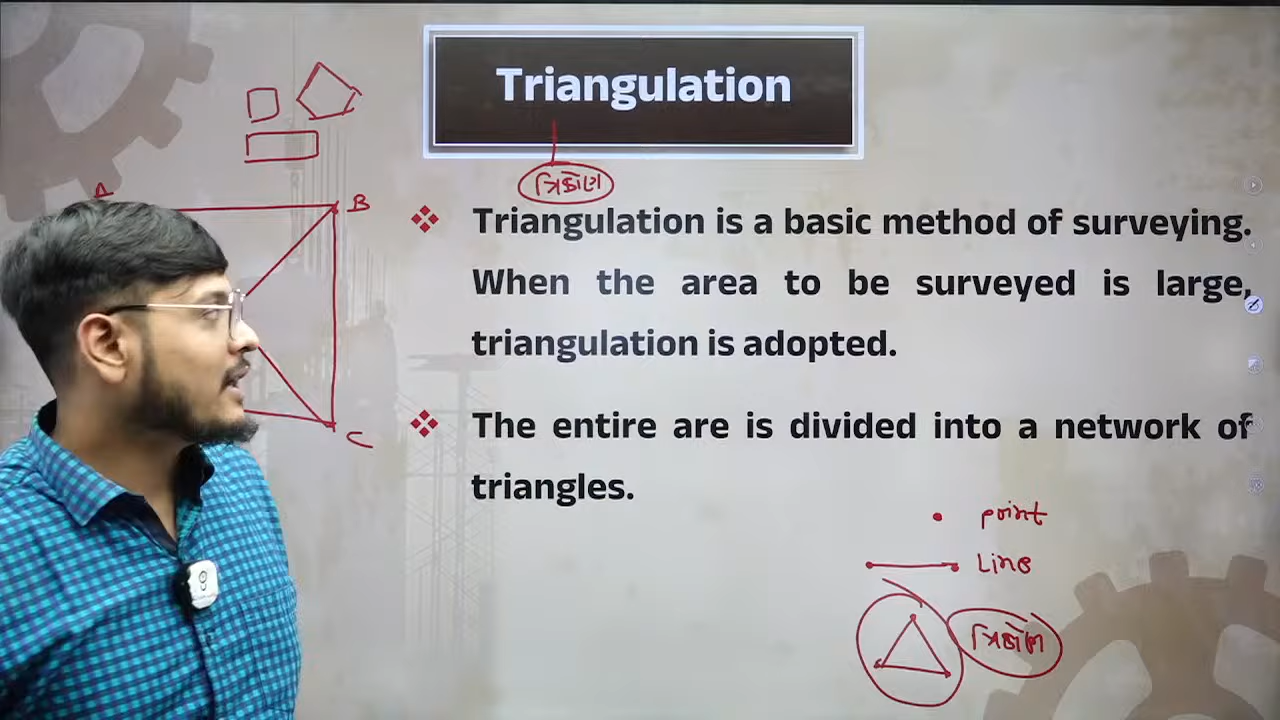 Triangulation
ત્રિકોણ
A
B
C
Triangulation is a basic method of surveying.
When the area to be surveyed is large,
triangulation is adopted.
The entire are is divided into a network of
triangles.
point
Line
ત્રિકોણ